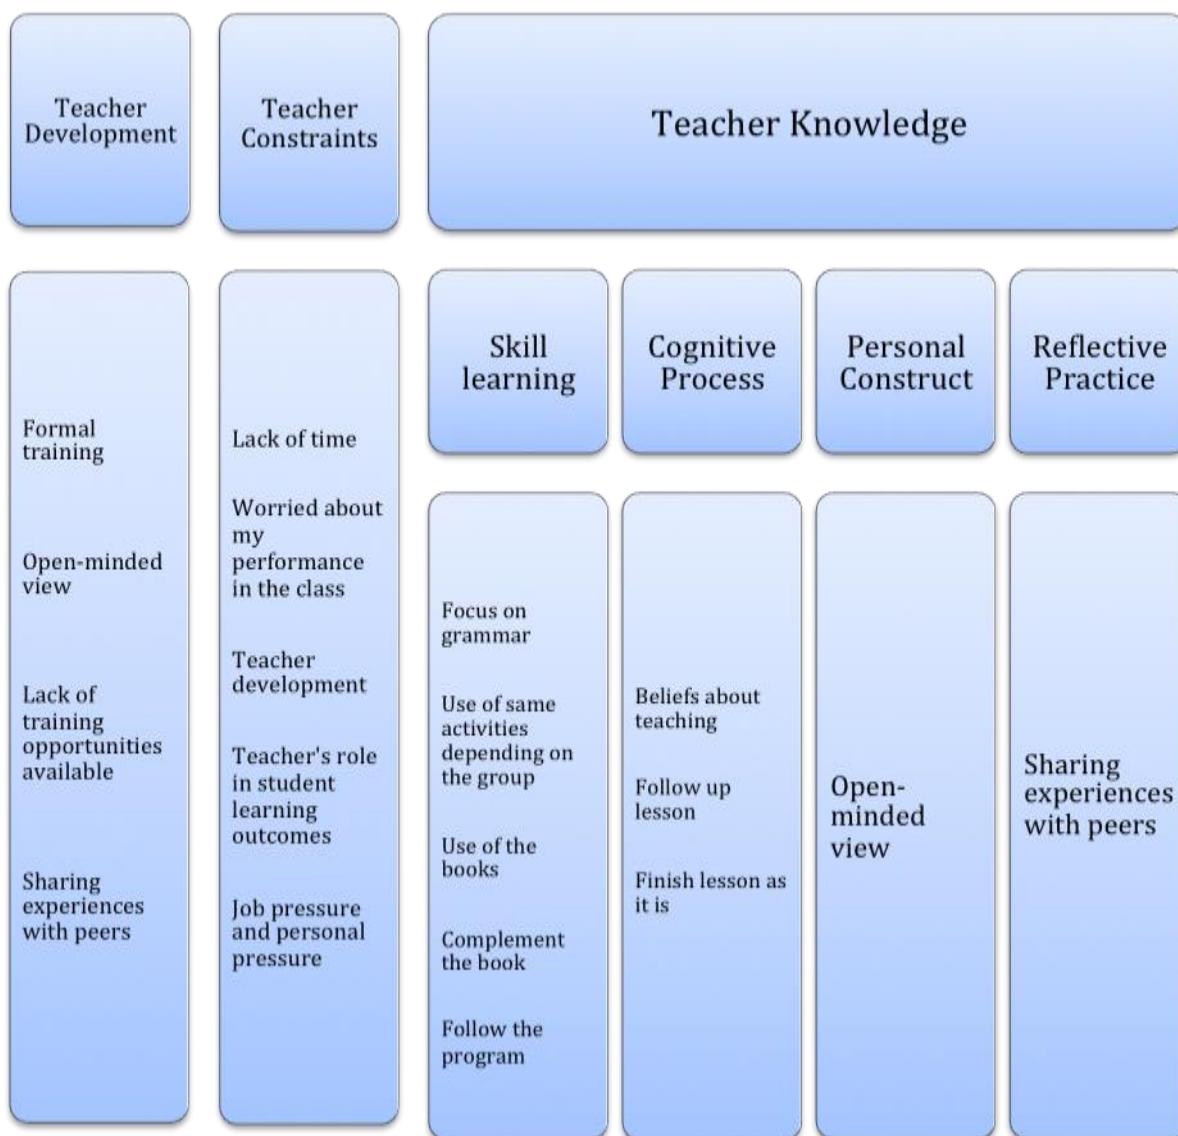 Teacher
Development
Teacher
Constraints
Teacher Knowledge
Formal
training
Open-minded
view
Lack of
training
opportunities
available
Sharing
experiences
with peers
Lack of time
Worried about
my
performance
in the class
Teacher
development
Teacher's role
in student
learning
outcomes
Job pressure
and personal
pressure
Skill
learning
Focus on
grammar
Use of same
activities
depending on
the group
Use of the
books
Complement
the book
Follow the
program
Cognitive
Process
Beliefs about
teaching
Follow up
lesson
Finish lesson as
it is
Personal
Construct
Open-
minded
view
Reflective
Practice
Sharing
experiences
with peers